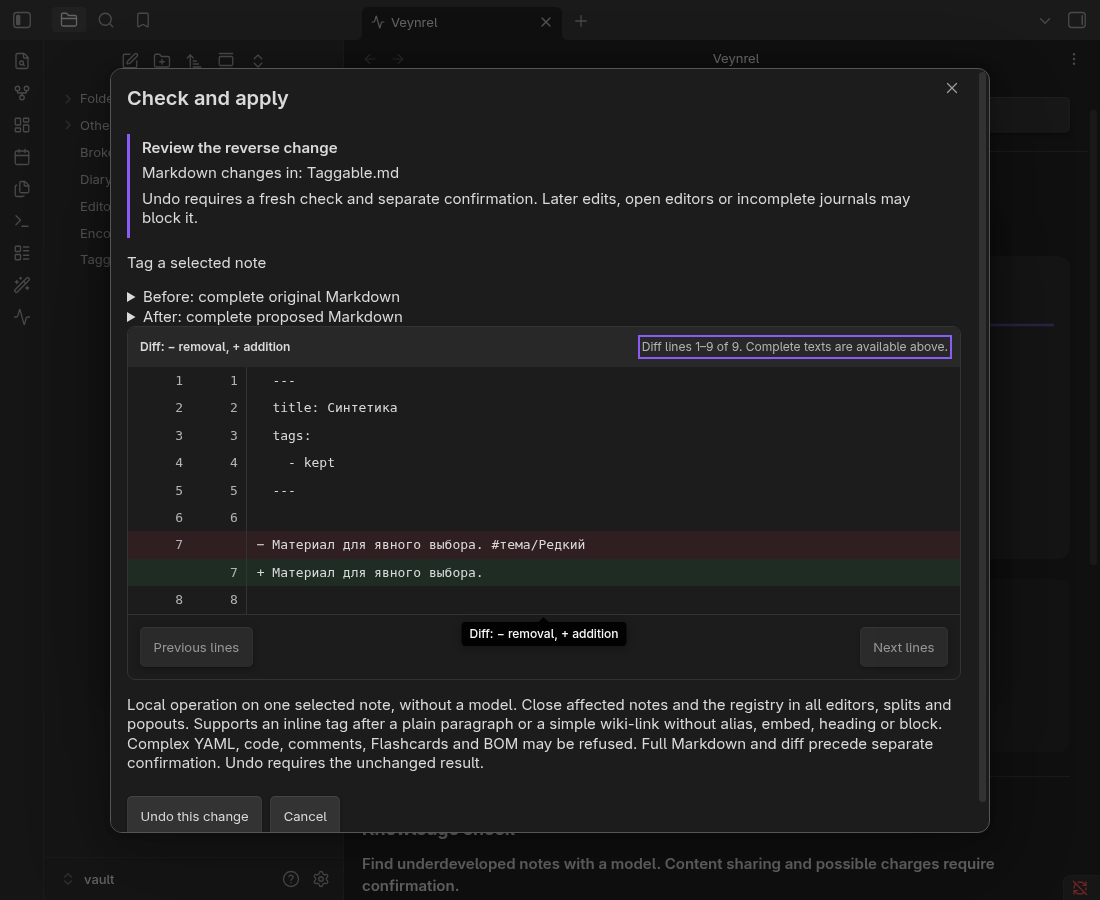 Veynrel
Veynrel
Check and apply
Review the reverse change
Markdown changes in: Taggable.md
Undo requires a fresh check and separate confirmation. Later edits, open editors or incomplete journals may
block it.
Folde
Othe
Broke
Diary
Edito
Enco
Tagg
Tag a selected note
Before: complete original Markdown
After: complete proposed Markdown
Diff: − removal, + addition
Diff lines 1–9 of 9. Complete texts are available above.
1 1 ---
2 2 title: Синтетика
3 3 tags:
4 4 - kept
5 5 ---
6 6
7 − Материал для явного выбора. #тема/Редкий
7 + Материал для явного выбора.
8 8
Diff: − removal, + addition
Previous lines
Next lines
Local operation on one selected note, without a model. Close affected notes and the registry in all editors, splits and
popouts. Supports an inline tag after a plain paragraph or a simple wiki-link without alias, embed, heading or block.
Complex YAML, code, comments, Flashcards and BOM may be refused. Full Markdown and diff precede separate
confirmation. Undo requires the unchanged result.
Undo this change
Cancel
Knowledge check
Find underdeveloped notes with a model. Content sharing and possible charges require
confirmation.
vault